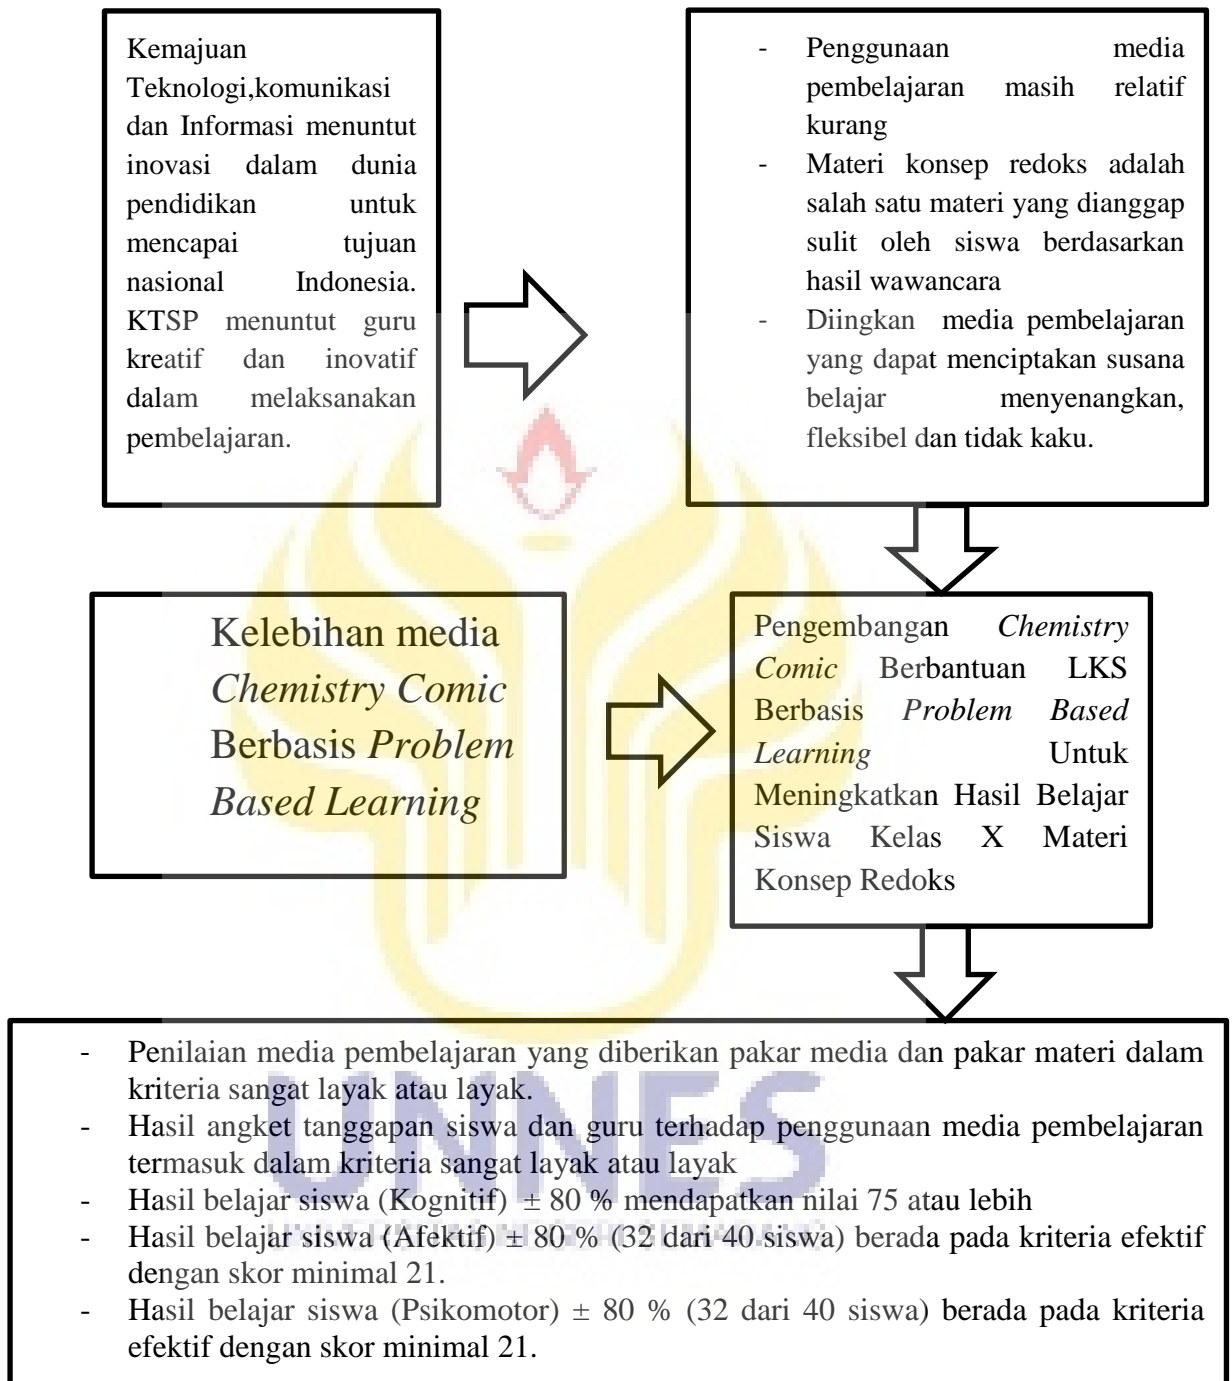 Kemajuan
Teknologi,komunikasi
dan Informasi menuntut
inovasi dalam dunia
pendidikan untuk
mencapai tujuan
nasional Indonesia.
KTSP menuntut guru
kreatif dan inovatif
dalam melaksanakan
pembelajaran.
- Penggunaan media
pembelajaran masih relatif
kurang
- Materi konsep redoks adalah
salah satu materi yang dianggap
sulit oleh siswa berdasarkan
hasil wawancara
- Diingkan media pembelajaran
yang dapat menciptakan susana
belajar menyenangkan,
fleksibel dan tidak kaku.
Kelebihan media
Chemistry Comic
Berbasis Problem
Based Learning
Pengembangan Chemistry
Comic Berbantuan LKS
Berbasis Problem Based
Learning Untuk
Meningkatkan Hasil Belajar
Siswa Kelas X Materi
Konsep Redoks
- Penilaian media pembelajaran yang diberikan pakar media dan pakar materi dalam
kriteria sangat layak atau layak.
- Hasil angket tanggapan siswa dan guru terhadap penggunaan media pembelajaran
termasuk dalam kriteria sangat layak atau layak
- Hasil belajar siswa (Kognitif) ± 80 % mendapatkan nilai 75 atau lebih
- Hasil belajar siswa (Afektif) ± 80 % (32 dari 40 siswa) berada pada kriteria efektif
dengan skor minimal 21.
- Hasil belajar siswa (Psikomotor) ± 80 % (32 dari 40 siswa) berada pada kriteria
efektif dengan skor minimal 21.
UNNES